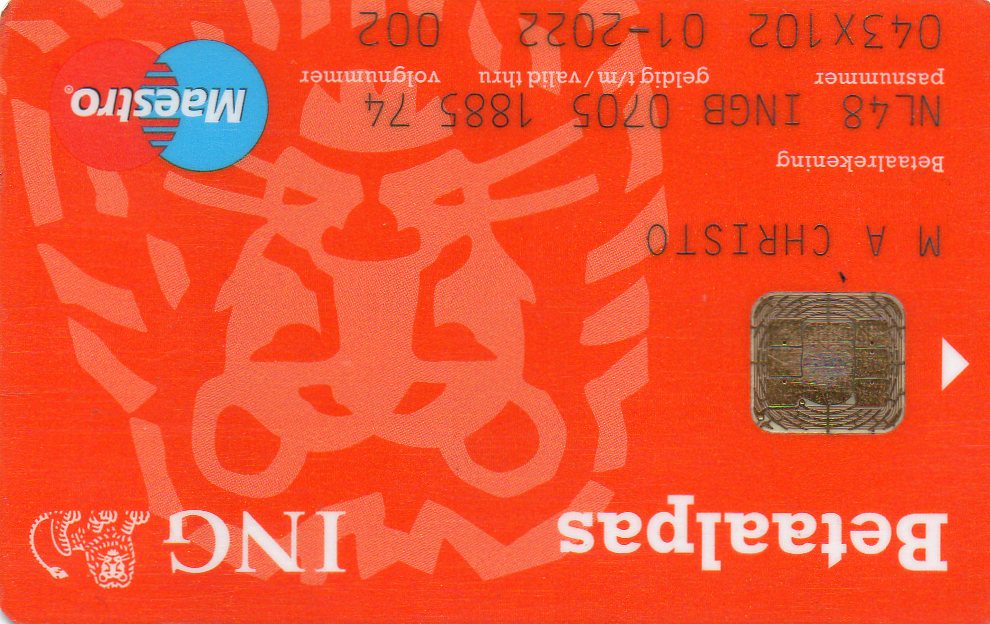 Betaalpas ING
M A CHRISTO
Betaalrekening
NL48 INGB 0705 1885 74
pasnummer geldig t/m / valid thru volgnummer
043X102 01-2022 002
Maestro®